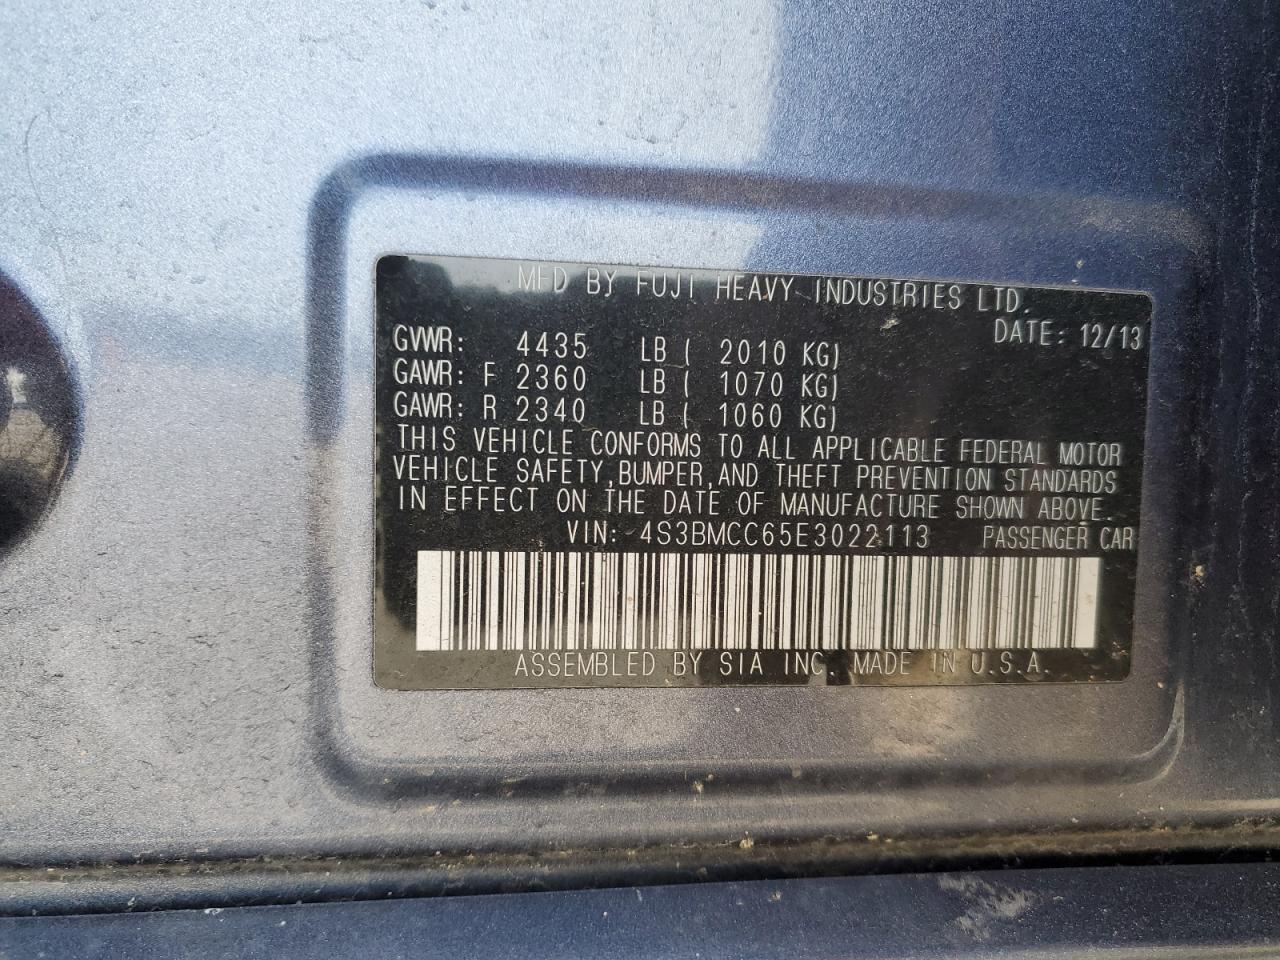 MFD BY FUJI HEAVY INDUSTRIES LTD.
DATE: 12/13
GVWR: 4435 LB ( 2010 KG)
GAWR: F 2360 LB ( 1070 KG)
GAWR: R 2340 LB ( 1060 KG)
THIS VEHICLE CONFORMS TO ALL APPLICABLE FEDERAL MOTOR
VEHICLE SAFETY, BUMPER, AND THEFT PREVENTION STANDARDS
IN EFFECT ON THE DATE OF MANUFACTURE SHOWN ABOVE.
VIN: 4S3BMCC65E3022113 PASSENGER CAR
ASSEMBLED BY SIA INC. MADE IN U.S.A.